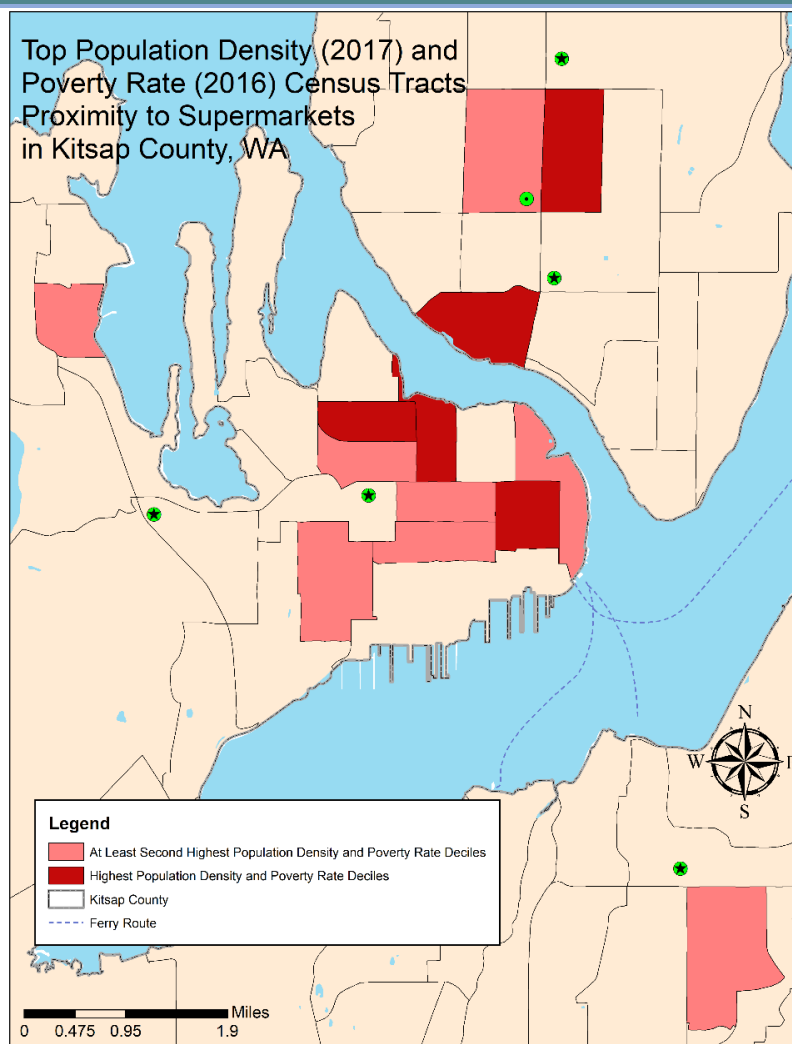 Top Population Density (2017) and
Poverty Rate (2016) Census Tracts
Proximity to Supermarkets
in Kitsap County, WA
N
W
S
Legend
At Least Second Highest Population Density and Poverty Rate Deciles
Highest Population Density and Poverty Rate Deciles
Kitsap County
Ferry Route
Miles
0 0.475 0.95 1.9